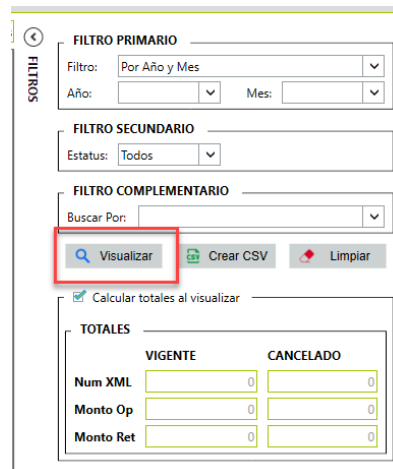 FILTROS
FILTRO PRIMARIO
Filtro: Por Año y Mes
Año: Mes:
FILTRO SECUNDARIO
Estatus: Todos
FILTRO COMPLEMENTARIO
Buscar Por:
Visualizar CSV Crear CSV Limpiar
Calcular totales al visualizar
TOTALES
VIGENTE CANCELADO
Num XML 0 0
Monto Op 0 0
Monto Ret 0 0